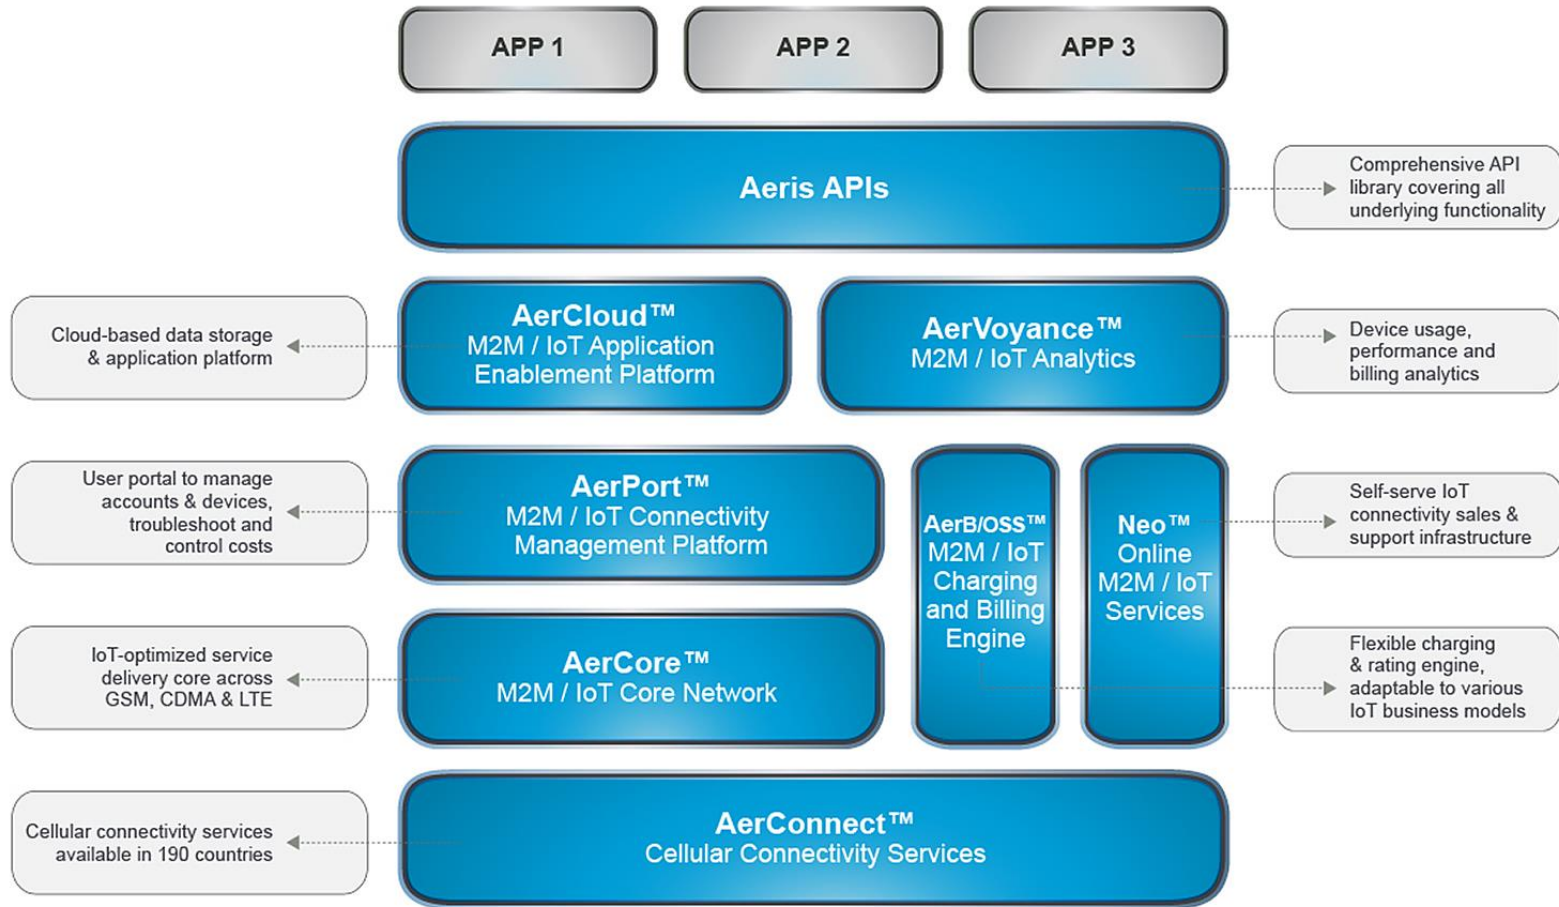 APP 1
APP 2
APP 3
Aeris APIs
Comprehensive API
library covering all
underlying functionality
Cloud-based data storage
& application platform
AerCloud™
M2M / IoT Application
Enablement Platform
AerVoyance™
M2M / IoT Analytics
Device usage,
performance and
billing analytics
User portal to manage
accounts & devices,
troubleshoot and
control costs
AerPort™
M2M / IoT Connectivity
Management Platform
AerB/OSS™
M2M / IoT
Charging
and Billing
Engine
Neo™
Online
M2M / IoT
Services
Self-serve IoT
connectivity sales &
support infrastructure
IoT-optimized service
delivery core across
GSM, CDMA & LTE
AerCore™
M2M / IoT Core Network
Flexible charging
& rating engine,
adaptable to various
IoT business models
Cellular connectivity services
available in 190 countries
AerConnect™
Cellular Connectivity Services